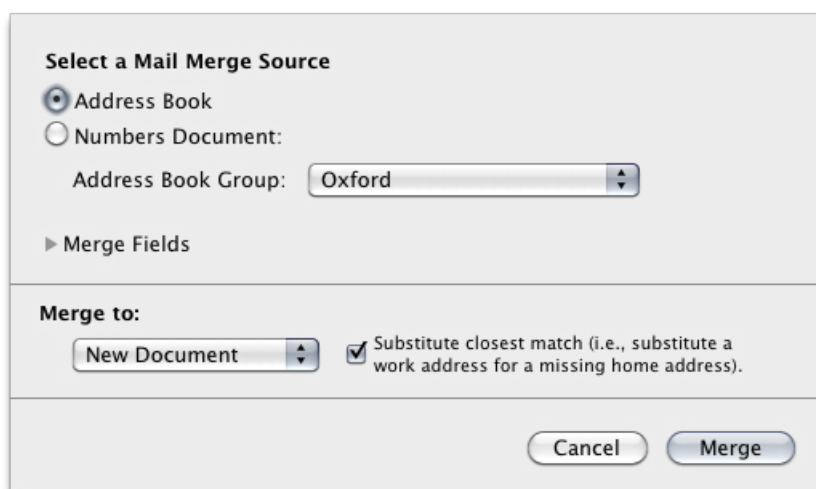 Select a Mail Merge Source
Address Book
Numbers Document:
Address Book Group: Oxford
Merge Fields
Merge to:
New Document
Substitute closest match (i.e., substitute a
work address for a missing home address).
Cancel Merge